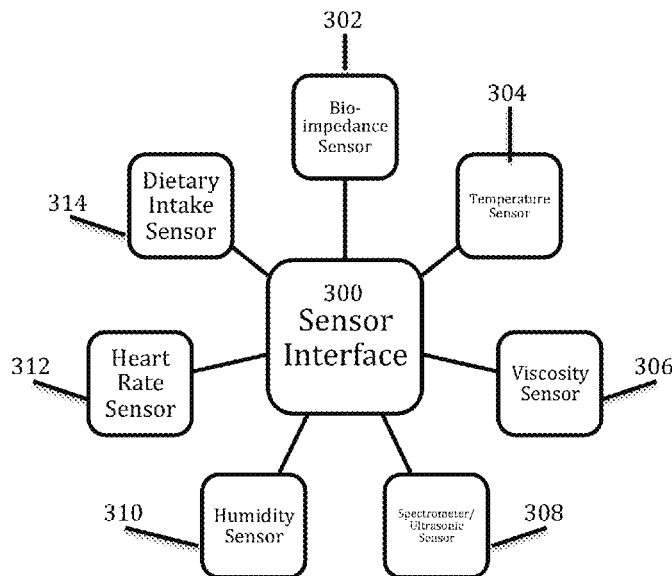 302
Bio-
impedance
Sensor
304
Temperature
Sensor
314
Dietary
Intake
Sensor
300
Sensor
Interface
312
Heart
Rate
Sensor
Viscosity
Sensor
306
310
Humidity
Sensor
Spectrometer/
Ultrasonic
Sensor
308